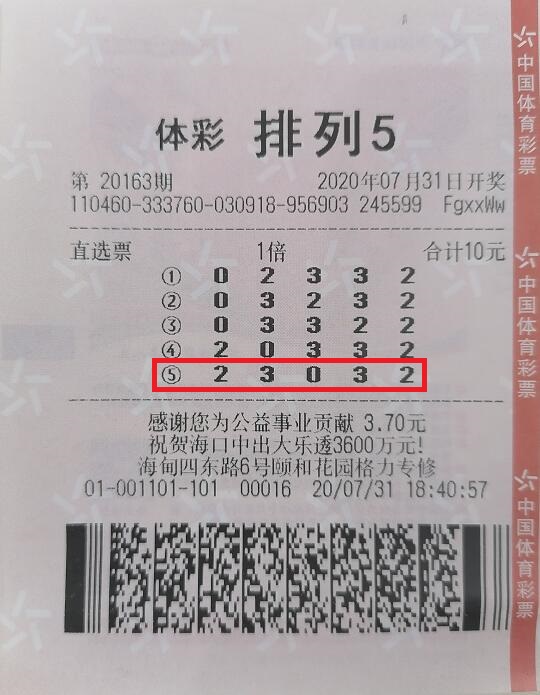 体彩 排列5
第 20163期 2020年07月31日开奖
110460-333760-030918-956903 245599 FgxxWw
直选票 1倍 合计10元
① 0 2 3 3 2
② 0 3 2 3 2
③ 0 3 3 2 2
④ 2 0 3 3 2
⑤ 2 3 0 3 2
感谢您为公益事业贡献 3.70元
祝贺海口中出大乐透3600万元!
海甸四东路6号颐和花园格力专修
01-001101-101 00016 20/07/31 18:40:57
中国体育彩票
中国体育彩票
中国体育彩票